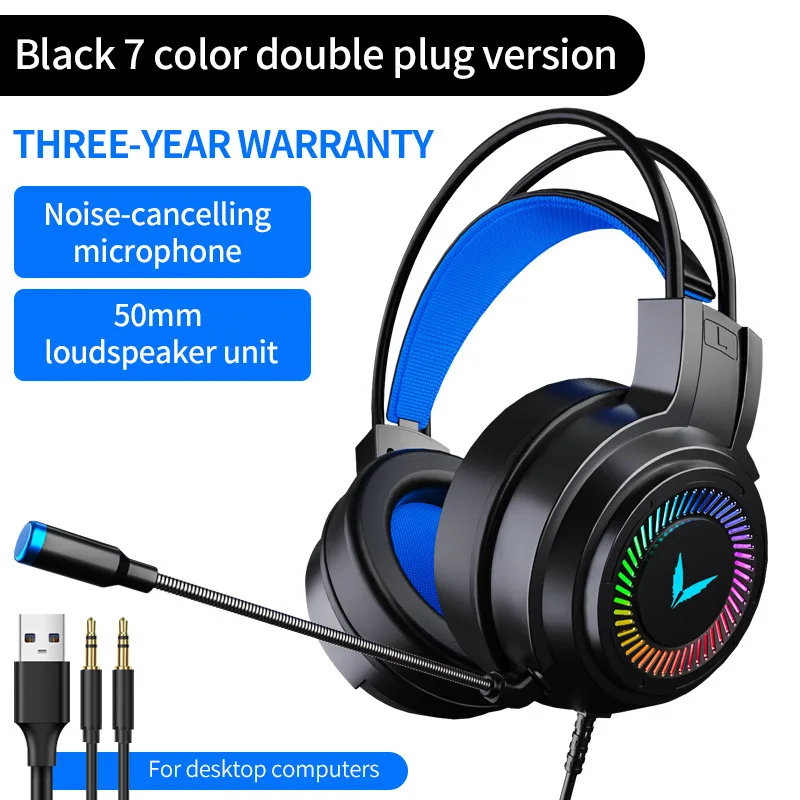 Black 7 color double plug version
THREE-YEAR WARRANTY
Noise-cancelling
microphone
50mm
loudspeaker unit
L
For desktop computers